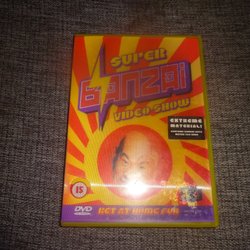 SUPER
BANZAI
VIDEO SHOW
EXTREME
MATERIAL!
15
DVD
BET AT HOME FUN